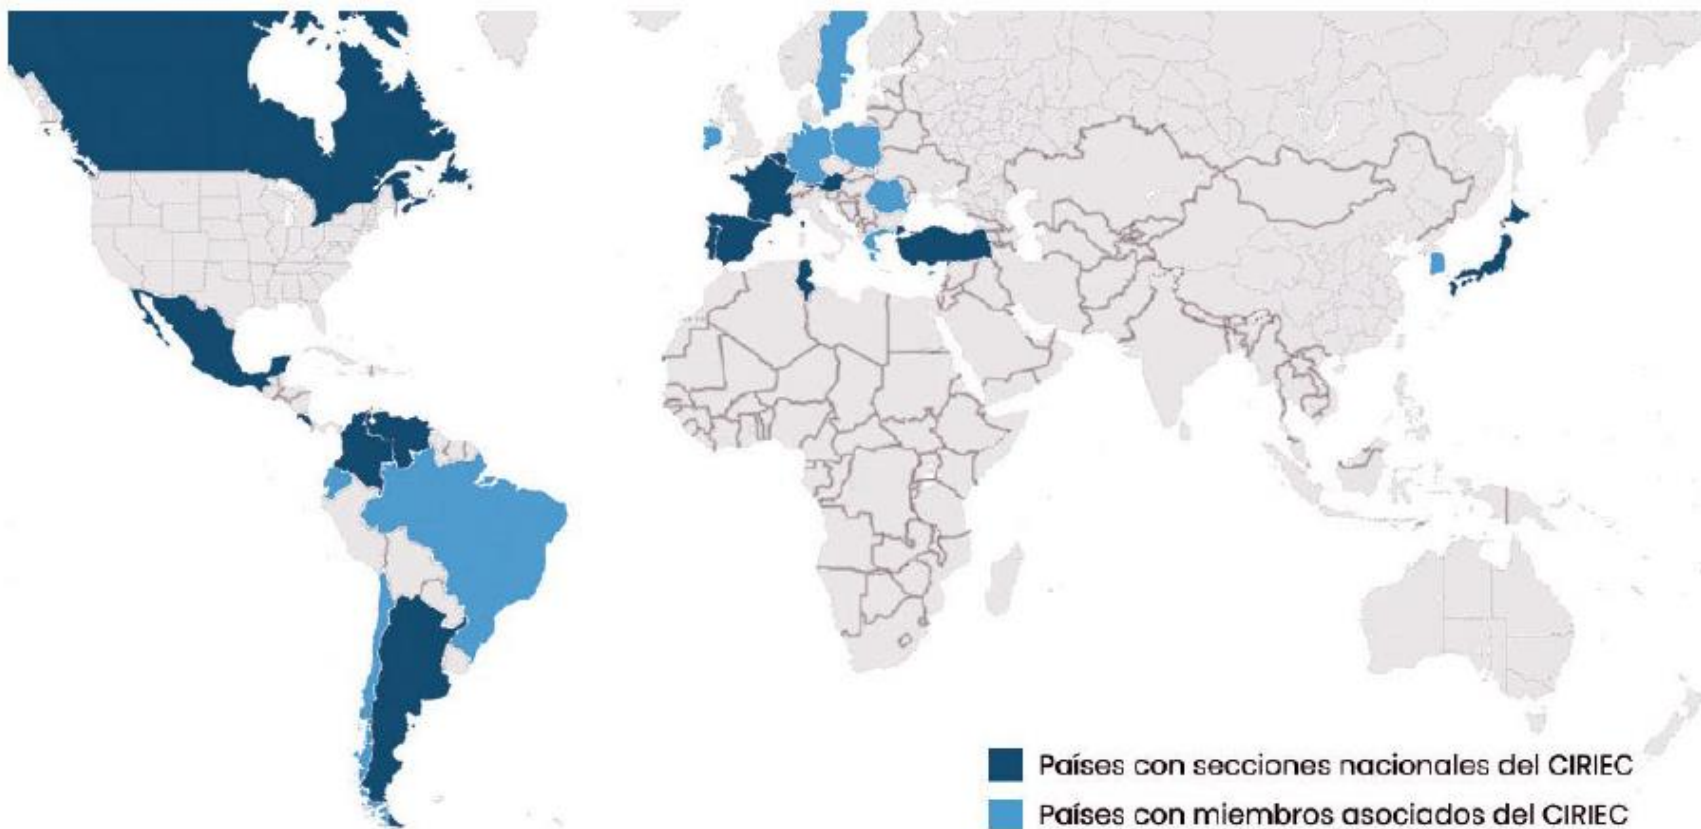 Países con secciones nacionales del CIRIEC
Países con miembros asociados del CIRIEC